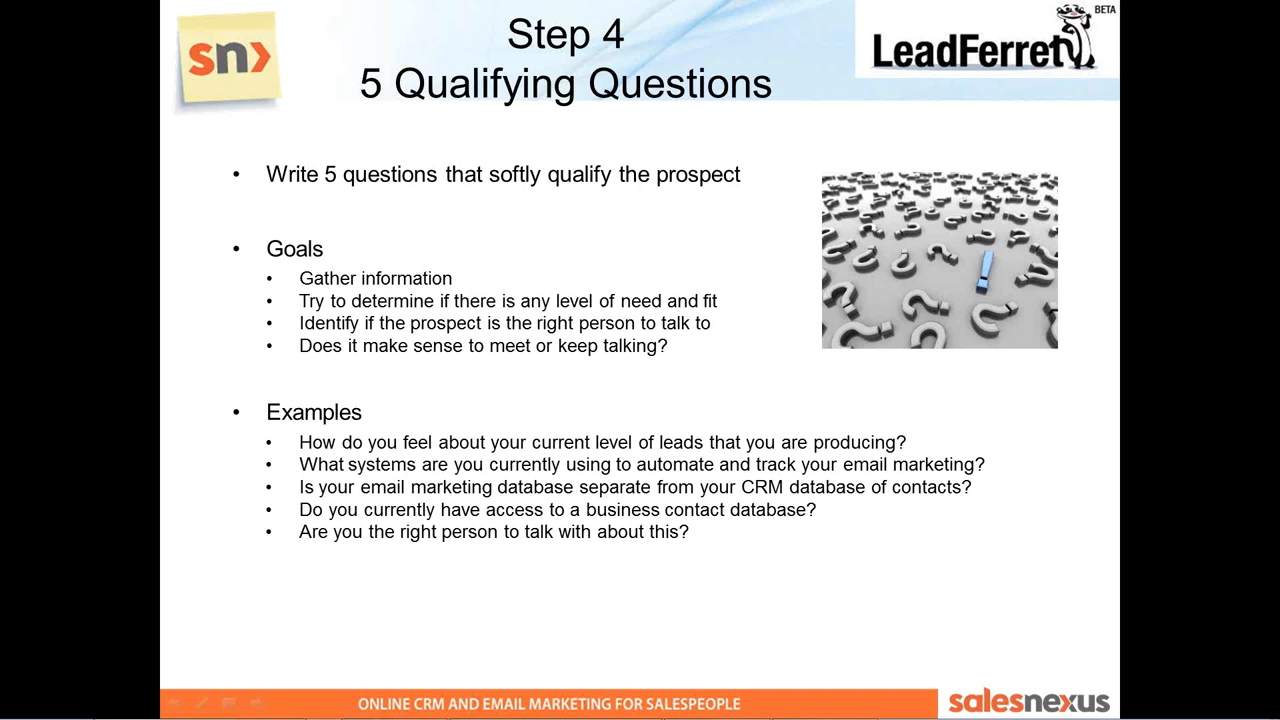 sn>
Step 4
5 Qualifying Questions
BETA
LeadFerret
• Write 5 questions that softly qualify the prospect
• Goals
• Gather information
• Try to determine if there is any level of need and fit
• Identify if the prospect is the right person to talk to
• Does it make sense to meet or keep talking?
• Examples
• How do you feel about your current level of leads that you are producing?
• What systems are you currently using to automate and track your email marketing?
• Is your email marketing database separate from your CRM database of contacts?
• Do you currently have access to a business contact database?
• Are you the right person to talk with about this?
ONLINE CRM AND EMAIL MARKETING FOR SALESPEOPLE
salesnexus